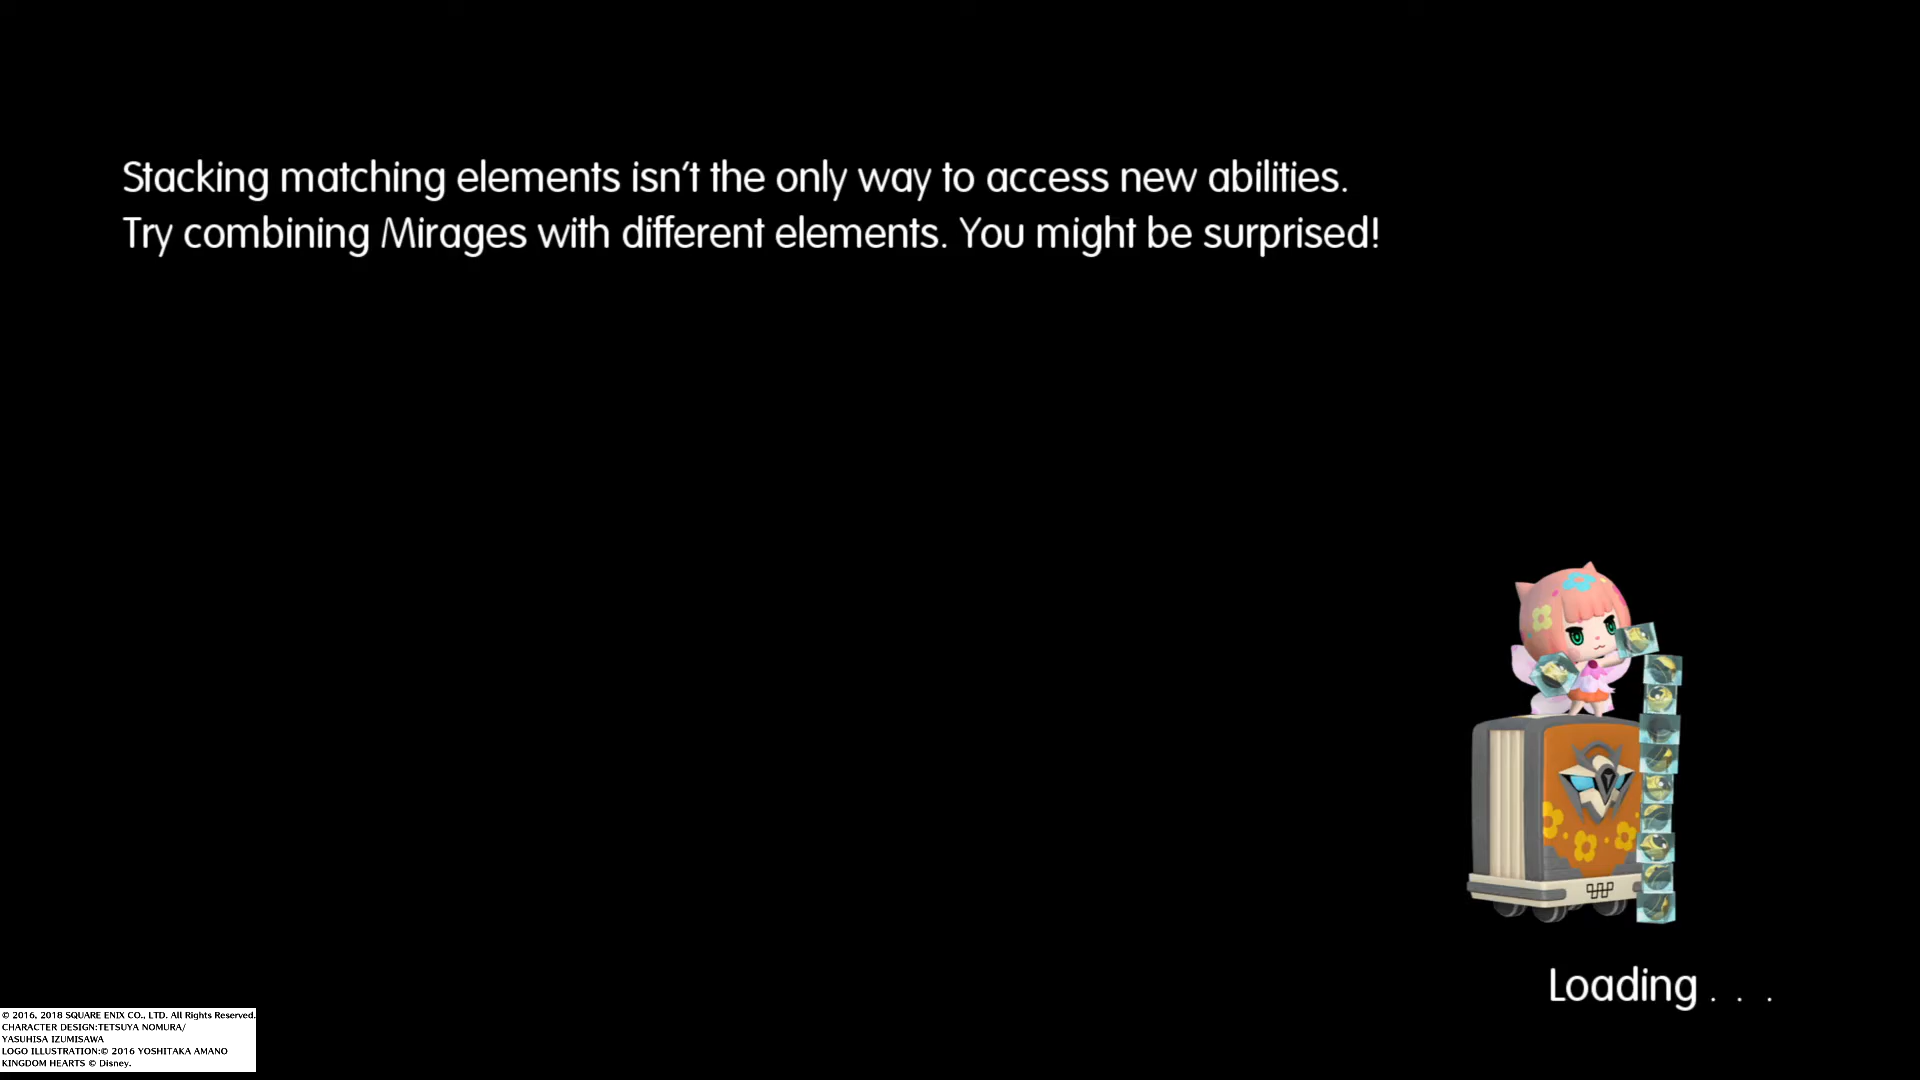 Stacking matching elements isn't the only way to access new abilities.
Try combining Mirages with different elements. You might be surprised!
Loading . . .
© 2016, 2018 SQUARE ENIX CO., LTD. All Rights Reserved.
CHARACTER DESIGN:TETSUYA NOMURA/
YASUHISA IZUMISAWA
LOGO ILLUSTRATION:© 2016 YOSHITAKA AMANO
KINGDOM HEARTS © Disney.